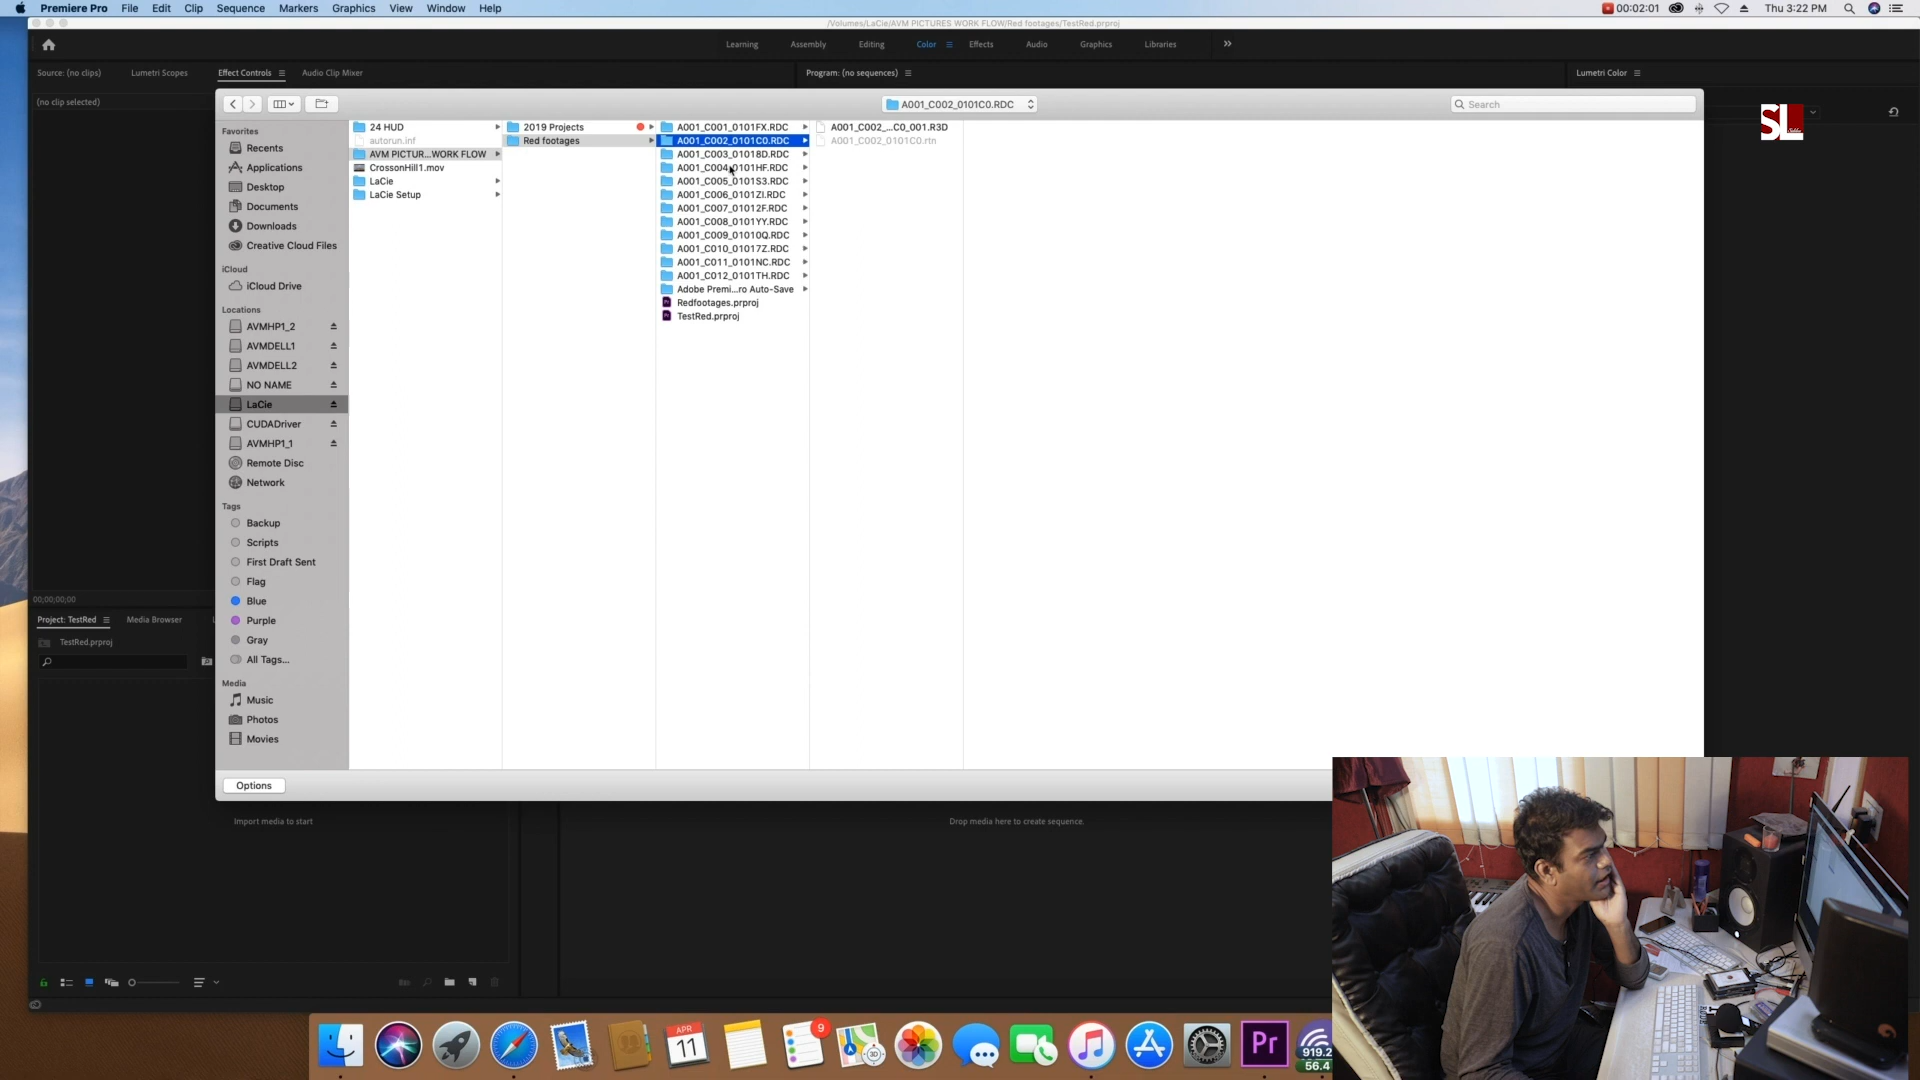 Premiere Pro File Edit Clip Sequence Markers Graphics View Window Help 00:02:01 Thu 3:22 PM
/Volumes/LaCie/AVM PICTURES WORK FLOW/Red footages/TestRed.prproj
Learning Assembly Editing Color Effects Audio Graphics Libraries
Source: (no clips) Lumetri Scopes Effect Controls Audio Clip Mixer Program: (no sequences) Lumetri Color
(no clip selected)
A001_C002_0101C0.RDC
Search
SL
Favorites
Recents
Applications
Desktop
Documents
Downloads
Creative Cloud Files
iCloud
iCloud Drive
Locations
AVMHP1_2
AVMDELL1
AVMDELL2
NO NAME
LaCie
CUDADriver
AVMHP1_1
Remote Disc
Network
Tags
Backup
Scripts
First Draft Sent
Flag
Blue
Purple
Gray
All Tags...
Media
Music
Photos
Movies
24 HUD
autorun.inf
AVM PICTUR...WORK FLOW
CrossonHill1.mov
LaCie
LaCie Setup
2019 Projects
Red footages
A001_C001_0101FX.RDC
A001_C002_0101C0.RDC
A001_C003_01018D.RDC
A001_C004_0101HF.RDC
A001_C005_0101S3.RDC
A001_C006_0101ZI.RDC
A001_C007_01012F.RDC
A001_C008_0101YY.RDC
A001_C009_01010Q.RDC
A001_C010_01017Z.RDC
A001_C011_0101NC.RDC
A001_C012_0101TH.RDC
Adobe Premi...ro Auto-Save
Redfootages.prproj
TestRed.prproj
A001_C002_...C0_001.R3D
A001_C002_0101C0.rtn
Options
00;00;00;00
Project: TestRed Media Browser
TestRed.prproj
Import media to start
Drop media here to create sequence.
APR
11
9
3D
Pr
919.2
56.4